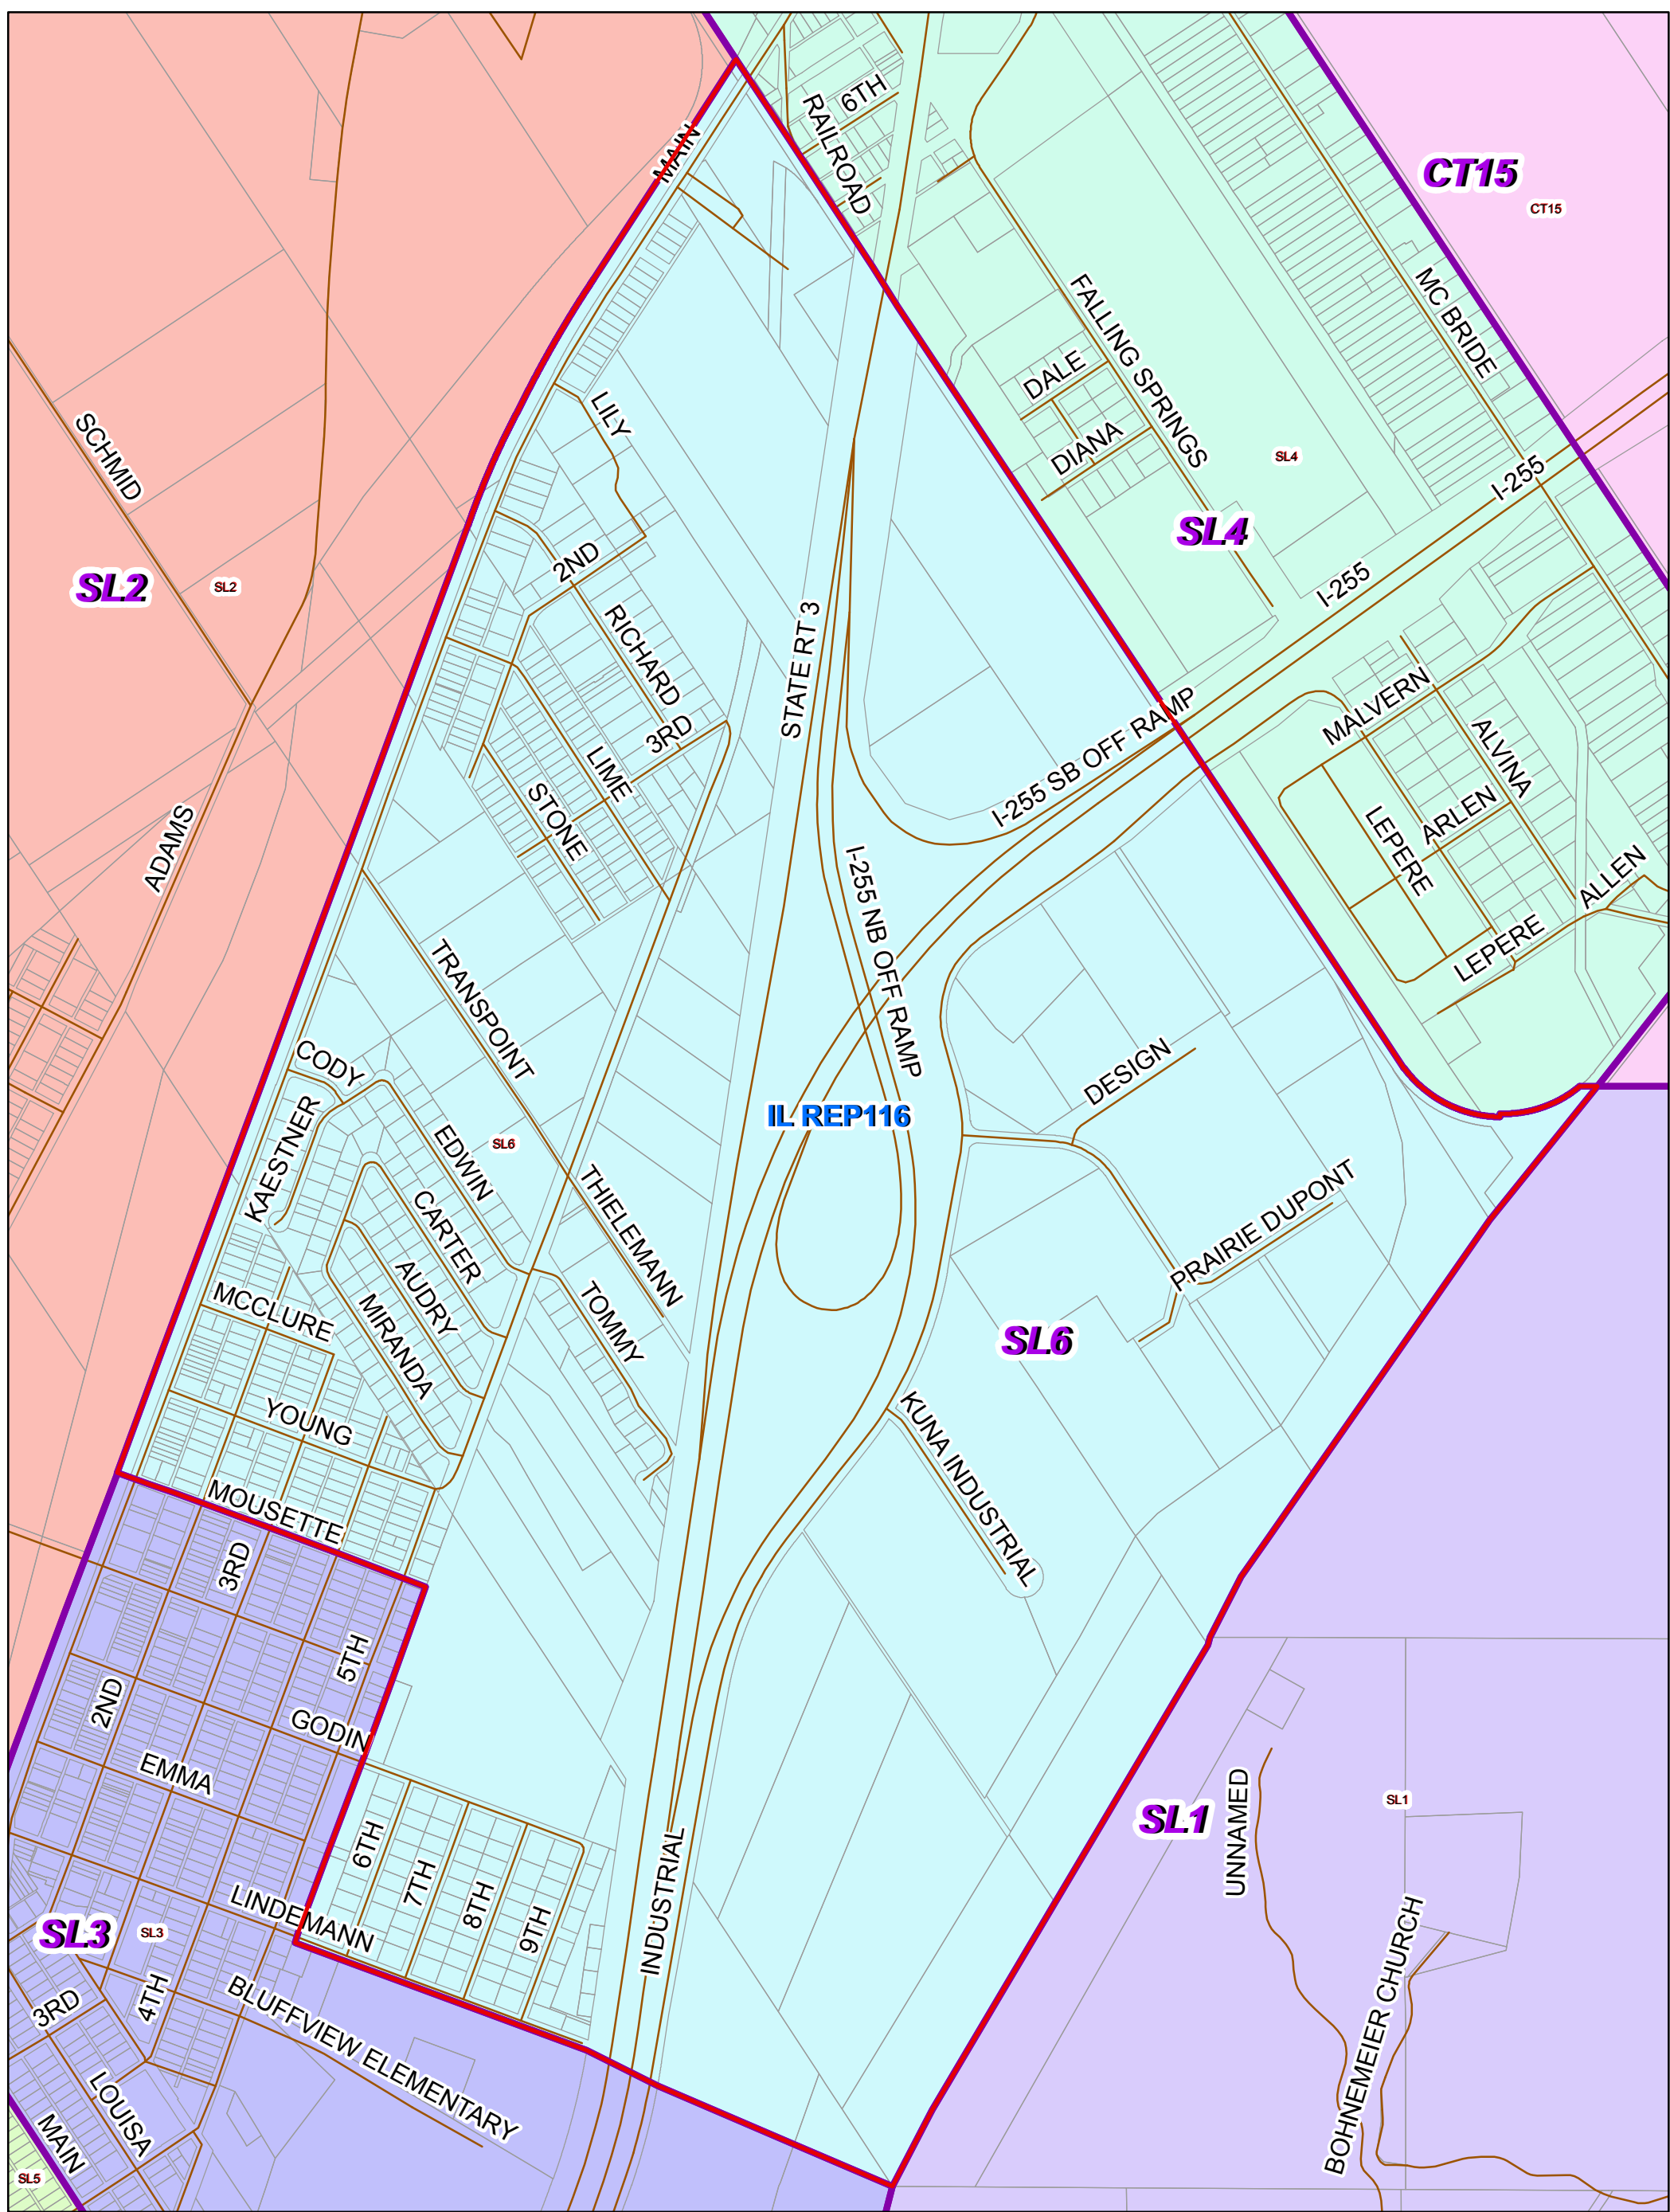 MAIN
RAILROAD
6TH
CT15
CT15
MC BRIDE
FALLING SPRINGS
DALE
DIANA
LILY
SCHMID
SL4
SL4
I-255
I-255
2ND
SL2
SL2
RICHARD
STATE RT 3
3RD
LIME
STONE
I-255 SB OFF RAMP
MALVERN
ALVINA
ARLEN
LEPERE
ALLEN
LEPERE
ADAMS
I-255 NB OFF RAMP
TRANSPOINT
CODY
KAESTNER
EDWIN
SL6
IL REP116
DESIGN
THIELEMANN
CARTER
PRAIRIE DUPONT
AUDRY
MCCLURE
MIRANDA
TOMMY
SL6
YOUNG
KUNA INDUSTRIAL
MOUSETTE
3RD
5TH
2ND
GODIN
EMMA
SL1
SL1
UNNAMED
6TH
7TH
8TH
9TH
INDUSTRIAL
LINDEMANN
SL3
SL3
BOHNEMEIER CHURCH
3RD
4TH
BLUFFVIEW ELEMENTARY
LOUISA
MAIN
SL5